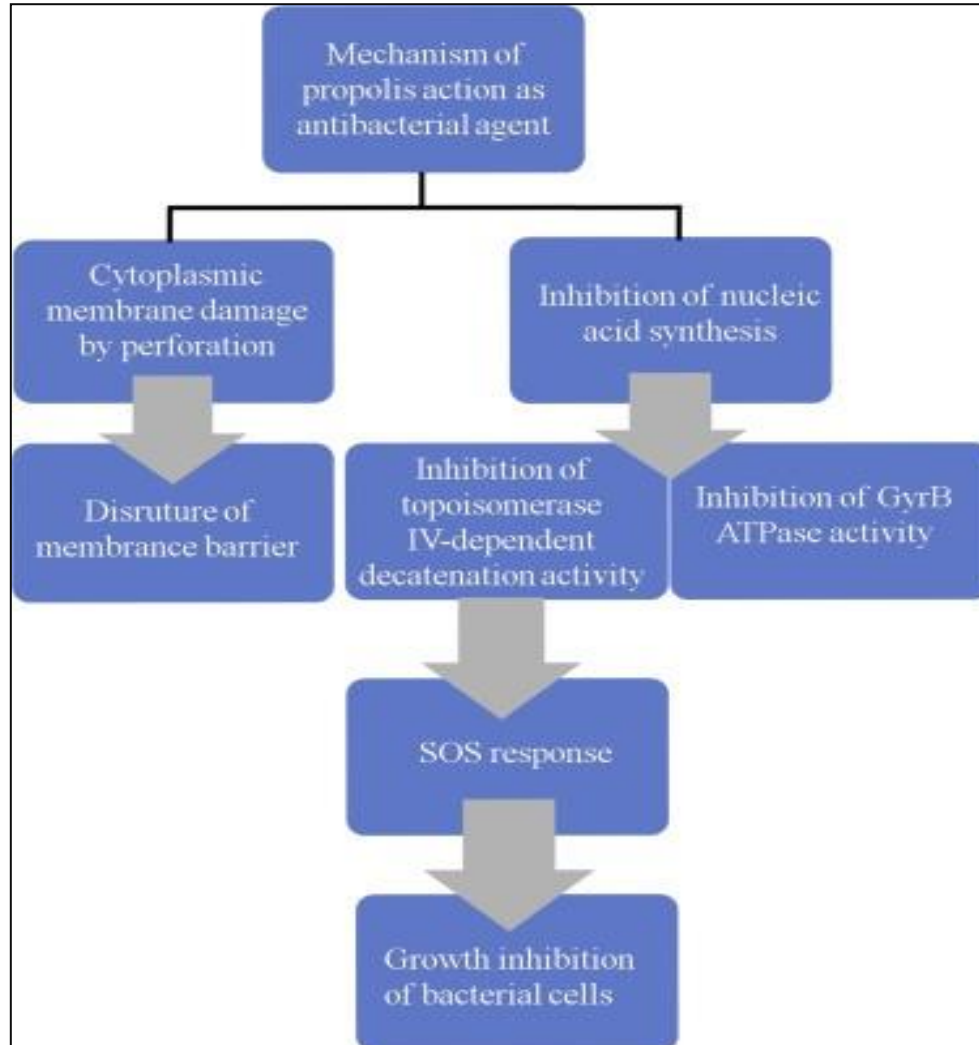 Mechanism of
propolis action as
antibacterial agent
Cytoplasmic
membrane damage
by perforation
Inhibition of nucleic
acid synthesis
Disruture of
membrance barrier
Inhibition of
topoisomerase
IV-dependent
decatenation activity
Inhibition of GyrB
ATPase activity
SOS response
Growth inhibition
of bacterial cells